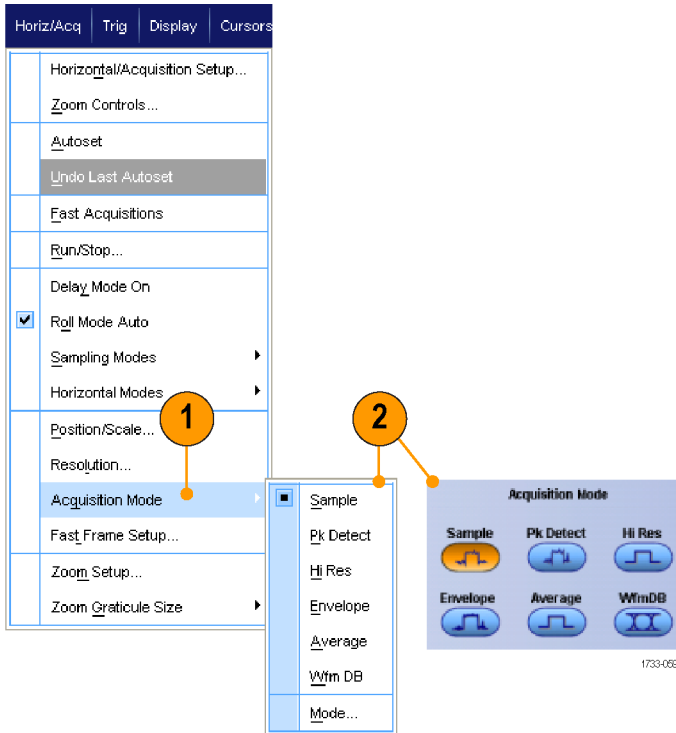 Horiz/Acq Trig Display Cursors
Horizontal/Acquisition Setup...
Zoom Controls...
Autoset
Undo Last Autoset
Fast Acquisitions
Run/Stop...
Delay Mode On
Roll Mode Auto
Sampling Modes
Horizontal Modes
1
2
Position/Scale...
Resolution...
Acquisition Mode
Fast Frame Setup...
Zoom Setup...
Zoom Graticule Size
Sample
Pk Detect
Hi Res
Envelope
Average
Wfm DB
Mode...
Acquisition Mode
Sample Pk Detect Hi Res
Envelope Average WfmDB
1733-059